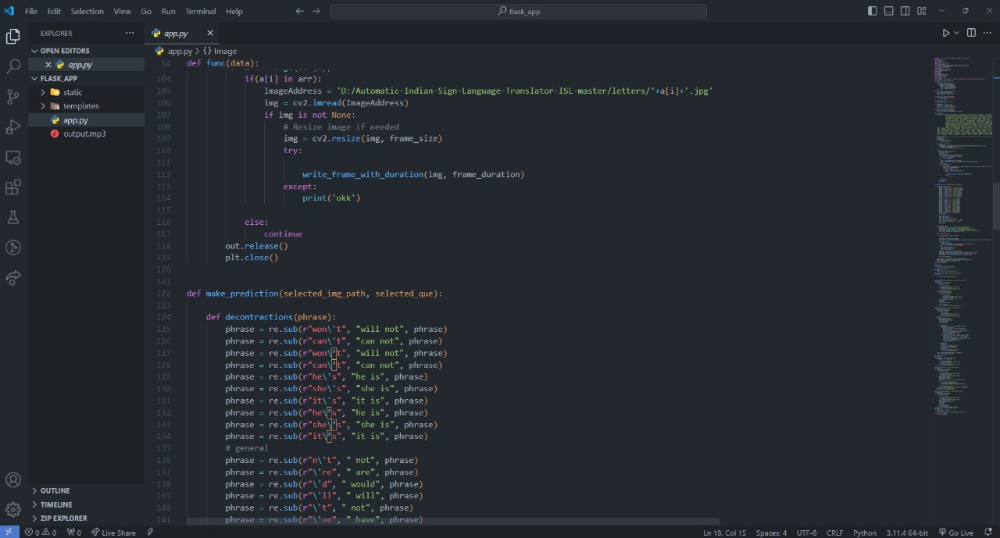 File Edit Selection View Go Run Terminal Help
flask_app
EXPLORER
app.py
OPEN EDITORS
app.py
FLASK_APP
static
templates
app.py
output.mp3
OUTLINE
TIMELINE
ZIP EXPLORER
app.py > {} Image
54 def func(data):
104 if(a[i] in arr):
105 ImageAddress = 'D:/Automatic-Indian-Sign-Language-Translator-ISL-master/letters/'+a[i]+'.jpg'
106 img = cv2.imread(ImageAddress)
107 if img is not None:
108 # Resize image if needed
109 img = cv2.resize(img, frame_size)
110 try:
111
112 write_frame_with_duration(img, frame_duration)
113 except:
114 print('okk')
115
116 else:
117 continue
118 out.release()
119 plt.close()
120
121
122 def make_prediction(selected_img_path, selected_que):
123
124 def decontractions(phrase):
125 phrase = re.sub(r"won\'t", "will not", phrase)
126 phrase = re.sub(r"can\'t", "can not", phrase)
127 phrase = re.sub(r"won\’t", "will not", phrase)
128 phrase = re.sub(r"can\’t", "can not", phrase)
129 phrase = re.sub(r"he\'s", "he is", phrase)
130 phrase = re.sub(r"she\'s", "she is", phrase)
131 phrase = re.sub(r"it\'s", "it is", phrase)
132 phrase = re.sub(r"he\’s", "he is", phrase)
133 phrase = re.sub(r"she\’s", "she is", phrase)
134 phrase = re.sub(r"it\’s", "it is", phrase)
135 # general
136 phrase = re.sub(r"n\'t", " not", phrase)
137 phrase = re.sub(r"\'re", " are", phrase)
138 phrase = re.sub(r"\'d", " would", phrase)
139 phrase = re.sub(r"\'ll", " will", phrase)
140 phrase = re.sub(r"\'t", " not", phrase)
141 phrase = re.sub(r"\'ve", " have", phrase)
0 0 0 Live Share Ln 18, Col 15 Spaces: 4 UTF-8 CRLF Python 3.11.4 64-bit Go Live